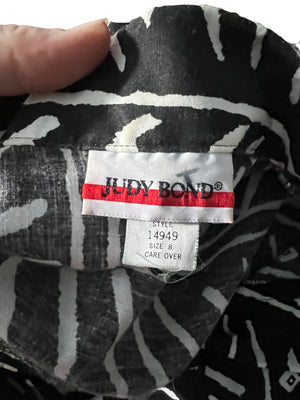 JUDY BOND®
STYLE
14949
SIZE 8
CARE OVER